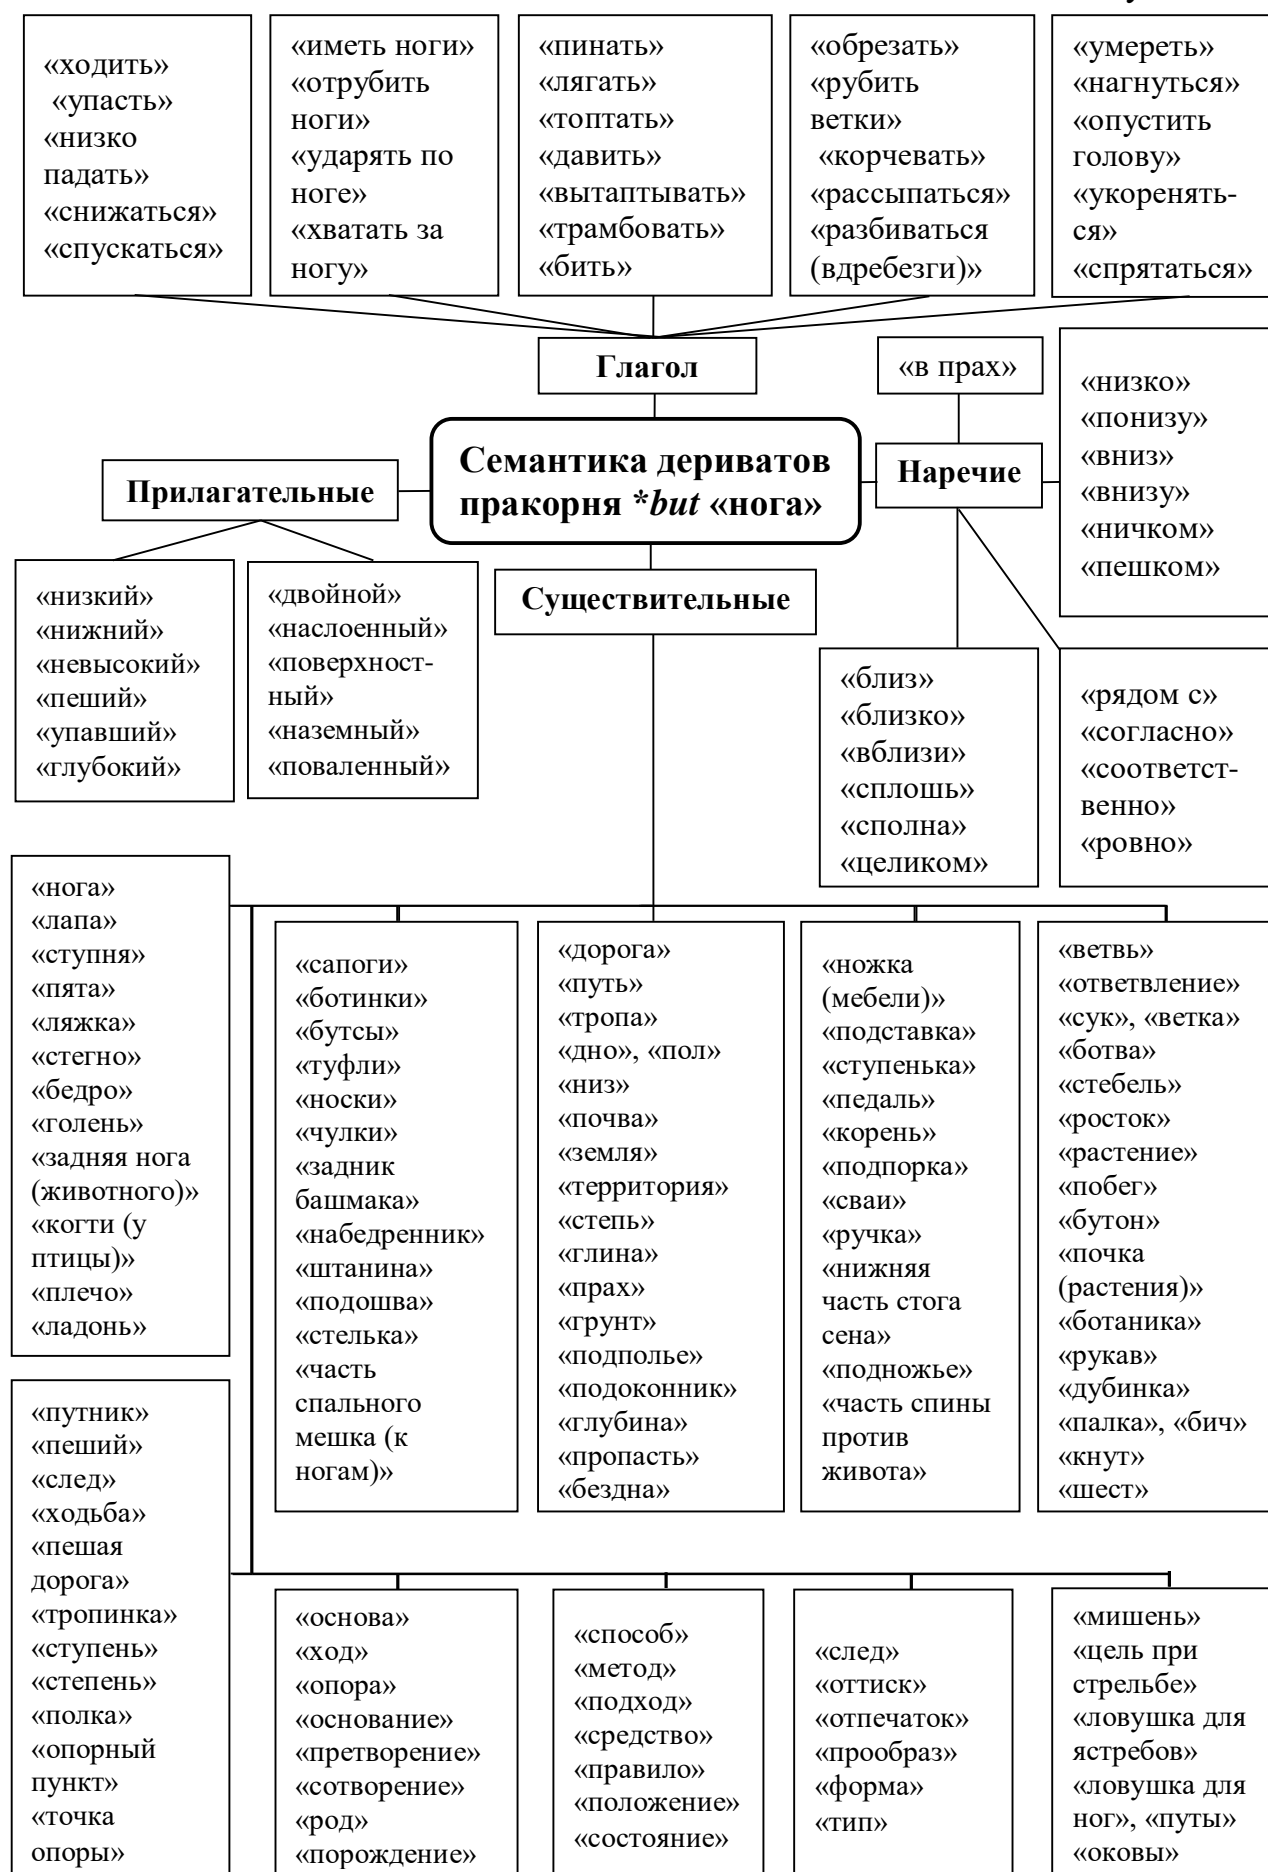 «ходить»
«упасть»
«низко
падать»
«снижаться»
«спускаться»
«иметь ноги»
«отрубить
ноги»
«ударять по
ноге»
«хватать за
ногу»
«пинать»
«лягать»
«топтать»
«давить»
«вытаптывать»
«трамбовать»
«бить»
«обрезать»
«рубить
ветки»
«корчевать»
«рассыпаться»
«разбиваться
(вдребезги)»
«умереть»
«нагнуться»
«опустить
голову»
«укоренять-
ся»
«спрятаться»
Глагол
«в прах»
«низко»
«понизу»
«вниз»
«внизу»
«ничком»
«пешком»
Прилагательные
Семантика дериватов
пракорня *but «нога»
Наречие
«низкий»
«нижний»
«невысокий»
«пеший»
«упавший»
«глубокий»
«двойной»
«наслоенный»
«поверхност-
ный»
«наземный»
«поваленный»
Существительные
«близ»
«близко»
«вблизи»
«сплошь»
«сполна»
«целиком»
«рядом с»
«согласно»
«соответст-
венно»
«ровно»
«нога»
«лапа»
«ступня»
«пята»
«ляжка»
«стегно»
«бедро»
«голень»
«задняя нога
(животного)»
«когти (у
птицы)»
«плечо»
«ладонь»
«сапоги»
«ботинки»
«бутсы»
«туфли»
«носки»
«чулки»
«задник
башмака»
«набедренник»
«штанина»
«подошва»
«стелька»
«часть
спального
мешка (к
ногам)»
«дорога»
«путь»
«тропа»
«дно», «пол»
«низ»
«почва»
«земля»
«территория»
«степь»
«глина»
«прах»
«грунт»
«подполье»
«подоконник»
«глубина»
«пропасть»
«бездна»
«ножка
(мебели)»
«подставка»
«ступенька»
«педаль»
«корень»
«подпорка»
«сваи»
«ручка»
«нижняя
часть стога
сена»
«подножье»
«часть спины
против
живота»
«ветвь»
«ответвление»
«сук», «ветка»
«ботва»
«стебель»
«росток»
«растение»
«побег»
«бутон»
«почка
(растения)»
«ботаника»
«рукав»
«дубинка»
«палка», «бич»
«кнут»
«шест»
«путник»
«пеший»
«след»
«ходьба»
«пешая
дорога»
«тропинка»
«ступень»
«степень»
«полка»
«опорный
пункт»
«точка
опоры»
«основа»
«ход»
«опора»
«основание»
«претворение»
«сотворение»
«род»
«порождение»
«способ»
«метод»
«подход»
«средство»
«правило»
«положение»
«состояние»
«след»
«оттиск»
«отпечаток»
«прообраз»
«форма»
«тип»
«мишень»
«цель при
стрельбе»
«ловушка для
ястребов»
«ловушка для
ног», «путы»
«оковы»